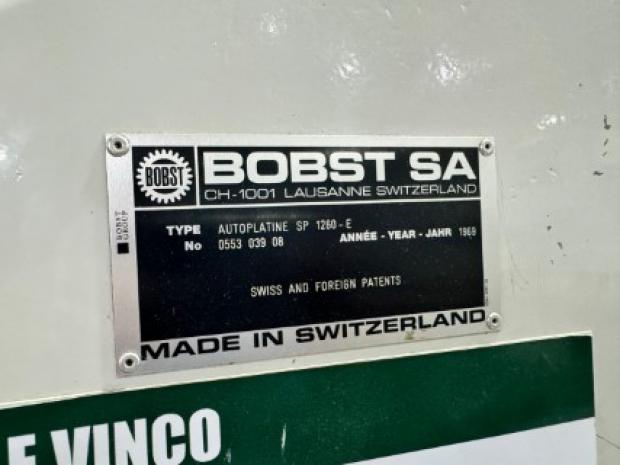 BOBST
BOBST SA
CH-1001 LAUSANNE SWITZERLAND
BOBST
GROUP
TYPE AUTOPLATINE SP 1260-E
No 0553 039 08 ANNÉE - YEAR - JAHR 1969
SWISS AND FOREIGN PATENTS
MADE IN SWITZERLAND
E VINCO